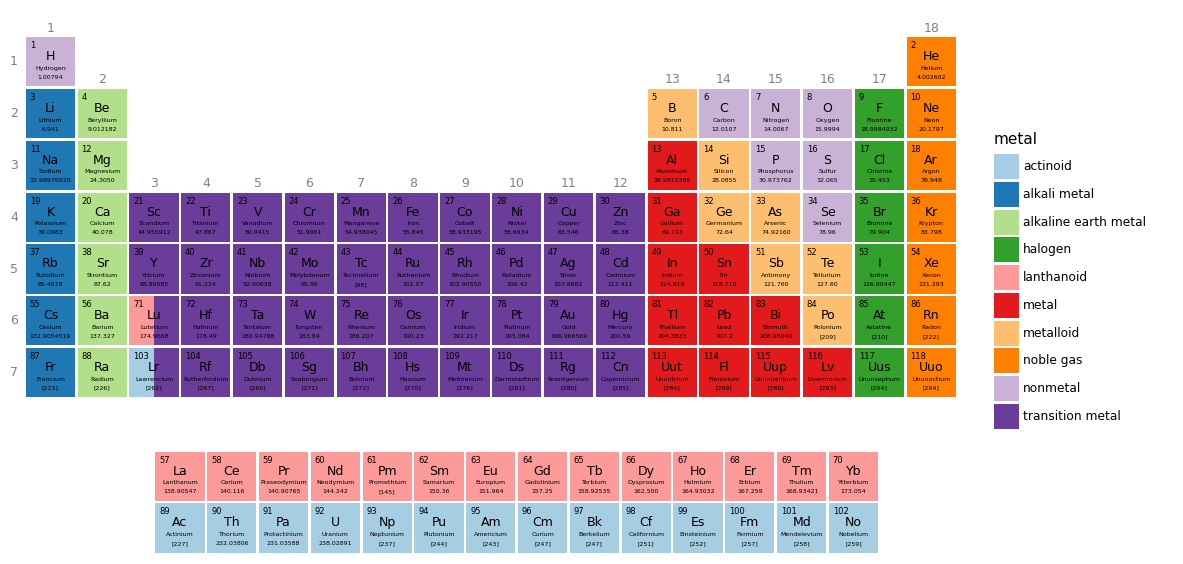 1 18
1 2
1 H He
Hydrogen Helium
1.00794 4.002602
2 13 14 15 16 17
3 4 5 6 7 8 9 10
2 Li Be B C N O F Ne
Lithium Beryllium Boron Carbon Nitrogen Oxygen Fluorine Neon
6.941 9.012182 10.811 12.0107 14.0067 15.9994 18.9984032 20.1797
11 12 13 14 15 16 17 18
3 Na Mg Al Si P S Cl Ar
Sodium Magnesium Aluminum Silicon Phosphorus Sulfur Chlorine Argon
22.98976928 24.3050 26.9815386 28.0855 30.973762 32.065 35.453 39.948
3 4 5 6 7 8 9 10 11 12
19 20 21 22 23 24 25 26 27 28 29 30 31 32 33 34 35 36
4 K Ca Sc Ti V Cr Mn Fe Co Ni Cu Zn Ga Ge As Se Br Kr
Potassium Calcium Scandium Titanium Vanadium Chromium Manganese Iron Cobalt Nickel Copper Zinc Gallium Germanium Arsenic Selenium Bromine Krypton
39.0983 40.078 44.955912 47.867 50.9415 51.9961 54.938045 55.845 58.933195 58.6934 63.546 65.38 69.723 72.64 74.92160 78.96 79.904 83.798
37 38 39 40 41 42 43 44 45 46 47 48 49 50 51 52 53 54
5 Rb Sr Y Zr Nb Mo Tc Ru Rh Pd Ag Cd In Sn Sb Te I Xe
Rubidium Strontium Yttrium Zirconium Niobium Molybdenum Technetium Ruthenium Rhodium Palladium Silver Cadmium Indium Tin Antimony Tellurium Iodine Xenon
85.4678 87.62 88.90585 91.224 92.90638 95.96 [98] 101.07 102.90550 106.42 107.8682 112.411 114.818 118.710 121.760 127.60 126.90447 131.293
55 56 71 72 73 74 75 76 77 78 79 80 81 82 83 84 85 86
6 Cs Ba Lu Hf Ta W Re Os Ir Pt Au Hg Tl Pb Bi Po At Rn
Cesium Barium Lutetium Hafnium Tantalum Tungsten Rhenium Osmium Iridium Platinum Gold Mercury Thallium Lead Bismuth Polonium Astatine Radon
132.9054519 137.327 174.9668 178.49 180.94788 183.84 186.207 190.23 192.217 195.084 196.966569 200.59 204.3833 207.2 208.98040 [209] [210] [222]
87 88 103 104 105 106 107 108 109 110 111 112 113 114 115 116 117 118
7 Fr Ra Lr Rf Db Sg Bh Hs Mt Ds Rg Cn Uut Fl Uup Lv Uus Uuo
Francium Radium Lawrencium Rutherfordium Dubnium Seaborgium Bohrium Hassium Meitnerium Darmstadtium Roentgenium Copernicium Ununtrium Flerovium Ununpentium Livermorium Ununseptium Ununoctium
[223] [226] [262] [267] [268] [271] [272] [270] [276] [281] [280] [285] [284] [289] [288] [293] [294] [294]
57 58 59 60 61 62 63 64 65 66 67 68 69 70
La Ce Pr Nd Pm Sm Eu Gd Tb Dy Ho Er Tm Yb
Lanthanum Cerium Praseodymium Neodymium Promethium Samarium Europium Gadolinium Terbium Dysprosium Holmium Erbium Thulium Ytterbium
138.90547 140.116 140.90765 144.242 [145] 150.36 151.964 157.25 158.92535 162.500 164.93032 167.259 168.93421 173.054
89 90 91 92 93 94 95 96 97 98 99 100 101 102
Ac Th Pa U Np Pu Am Cm Bk Cf Es Fm Md No
Actinium Thorium Protactinium Uranium Neptunium Plutonium Americium Curium Berkelium Californium Einsteinium Fermium Mendelevium Nobelium
[227] 232.03806 231.03588 238.02891 [237] [244] [243] [247] [247] [251] [252] [257] [258] [259]
metal
actinoid
alkali metal
alkaline earth metal
halogen
lanthanoid
metal
metalloid
noble gas
nonmetal
transition metal